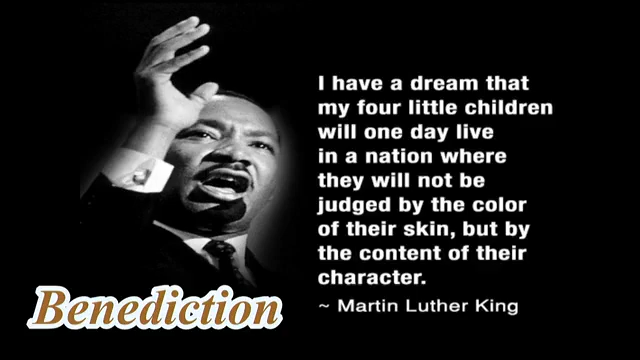 I have a dream that
my four little children
will one day live
in a nation where
they will not be
judged by the color
of their skin, but by
the content of their
character.
~ Martin Luther King
Benediction